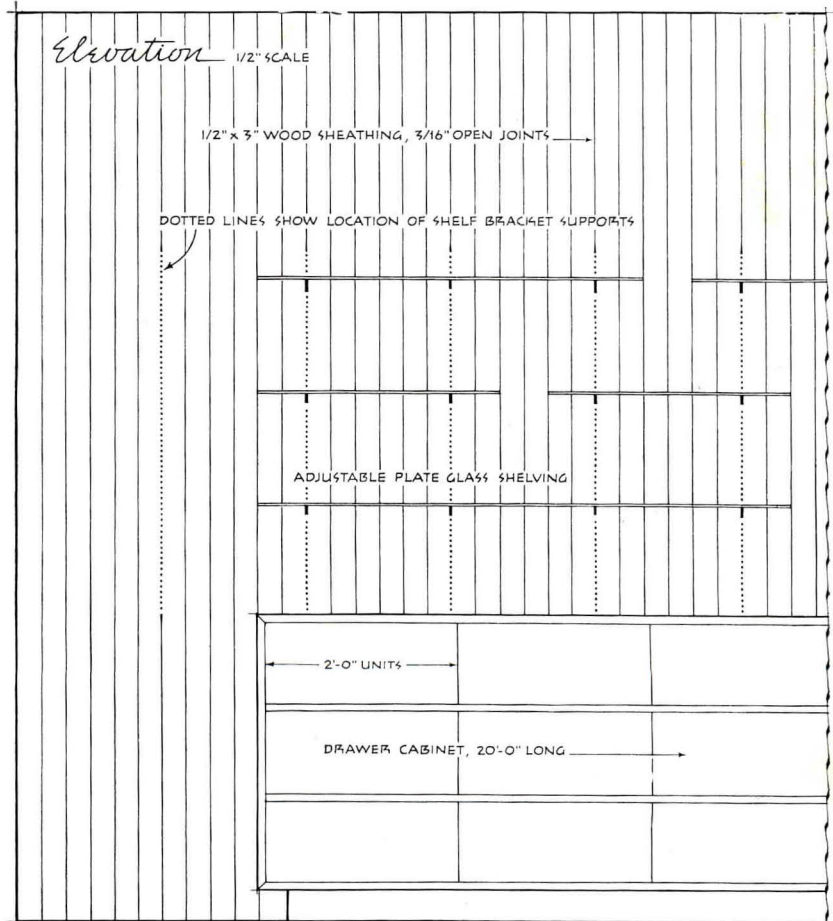 Elevation 1/2" SCALE
1/2" x 3" WOOD SHEATHING, 3/16" OPEN JOINTS
DOTTED LINES SHOW LOCATION OF SHELF BRACKET SUPPORTS
ADJUSTABLE PLATE GLASS SHELVING
2'-0" UNITS
DRAWER CABINET, 20'-0" LONG